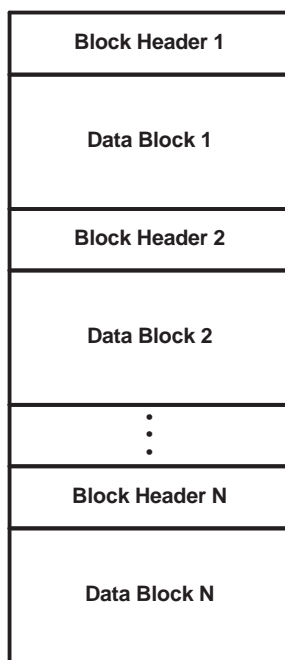 Block Header 1
Data Block 1
Block Header 2
Data Block 2
Block Header N
Data Block N